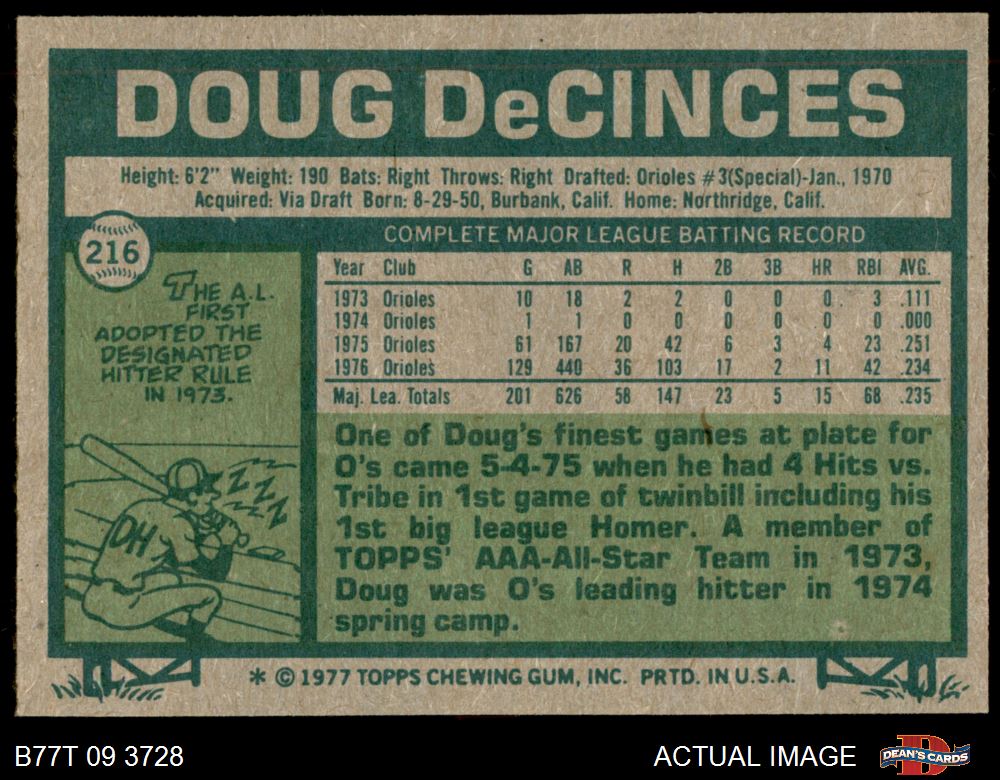 DOUG DeCINCES
Height: 6'2" Weight: 190 Bats: Right Throws: Right Drafted: Orioles #3(Special)-Jan., 1970
Acquired: Via Draft Born: 8-29-50, Burbank, Calif. Home: Northridge, Calif.
216
THE A.L.
FIRST
ADOPTED THE
DESIGNATED
HITTER RULE
IN 1973.
ZZZ
ZZZ
DH
COMPLETE MAJOR LEAGUE BATTING RECORD
Year Club G AB R H 2B 3B HR RBI AVG.
1973 Orioles 10 18 2 2 0 0 0 3 .111
1974 Orioles 1 1 0 0 0 0 0 0 .000
1975 Orioles 61 167 20 42 6 3 4 23 .251
1976 Orioles 129 440 36 103 17 2 11 42 .234
Maj. Lea. Totals 201 626 58 147 23 5 15 68 .235
One of Doug's finest games at plate for
O's came 5-4-75 when he had 4 Hits vs.
Tribe in 1st game of twinbill including his
1st big league Homer. A member of
TOPPS' AAA-All-Star Team in 1973,
Doug was O's leading hitter in 1974
spring camp.
* © 1977 TOPPS CHEWING GUM, INC. PRTD. IN U.S.A.
B77T 09 3728
ACTUAL IMAGE
D
DEAN'S CARDS